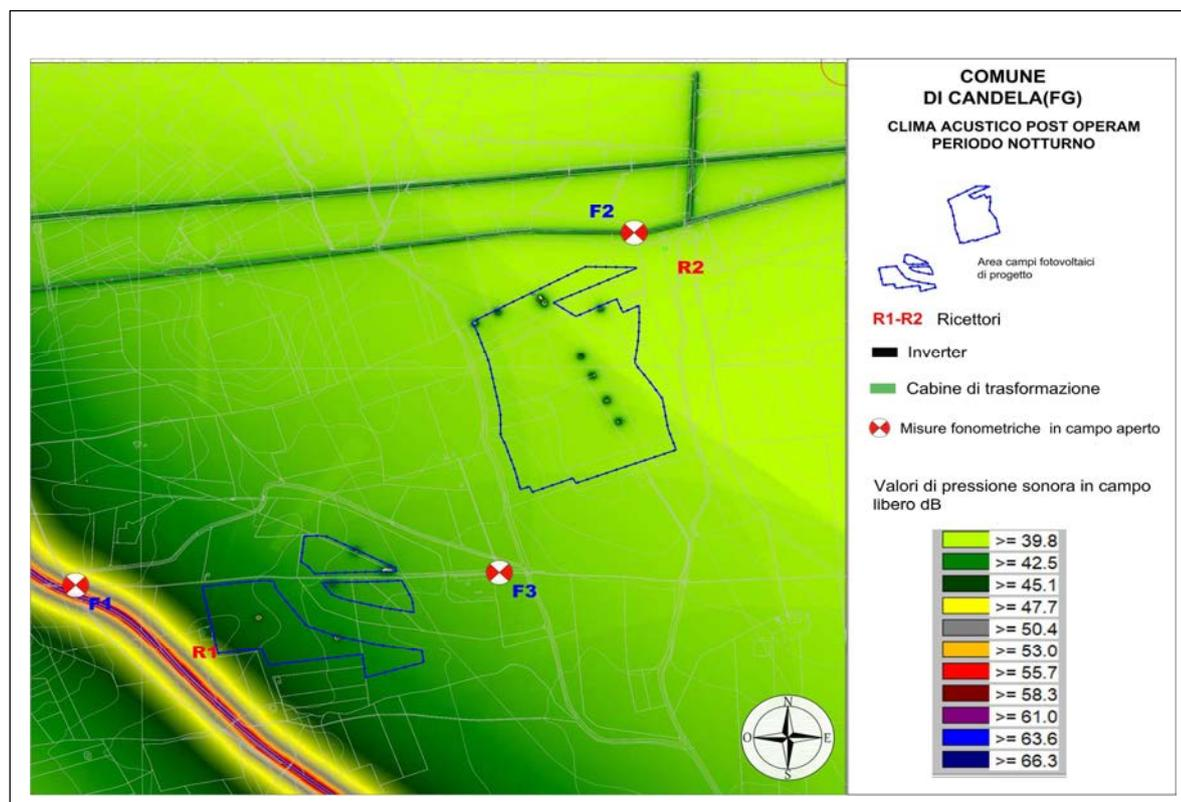 COMUNE
DI CANDELA(FG)
CLIMA ACUSTICO POST OPERAM
PERIODO NOTTURNO
Area campi fotovoltaici
di progetto
R1-R2 Ricettori
Inverter
Cabine di trasformazione
Misure fonometriche in campo aperto
Valori di pressione sonora in campo
libero dB
>= 39.8
>= 42.5
>= 45.1
>= 47.7
>= 50.4
>= 53.0
>= 55.7
>= 58.3
>= 61.0
>= 63.6
>= 66.3
F2
R2
F3
F1
R1
N
O E
S